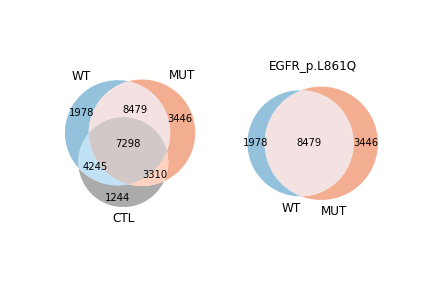 EGFR_p.L861Q
WT
MUT
1978
8479
3446
7298
4245
3310
1244
CTL
1978
8479
3446
WT
MUT